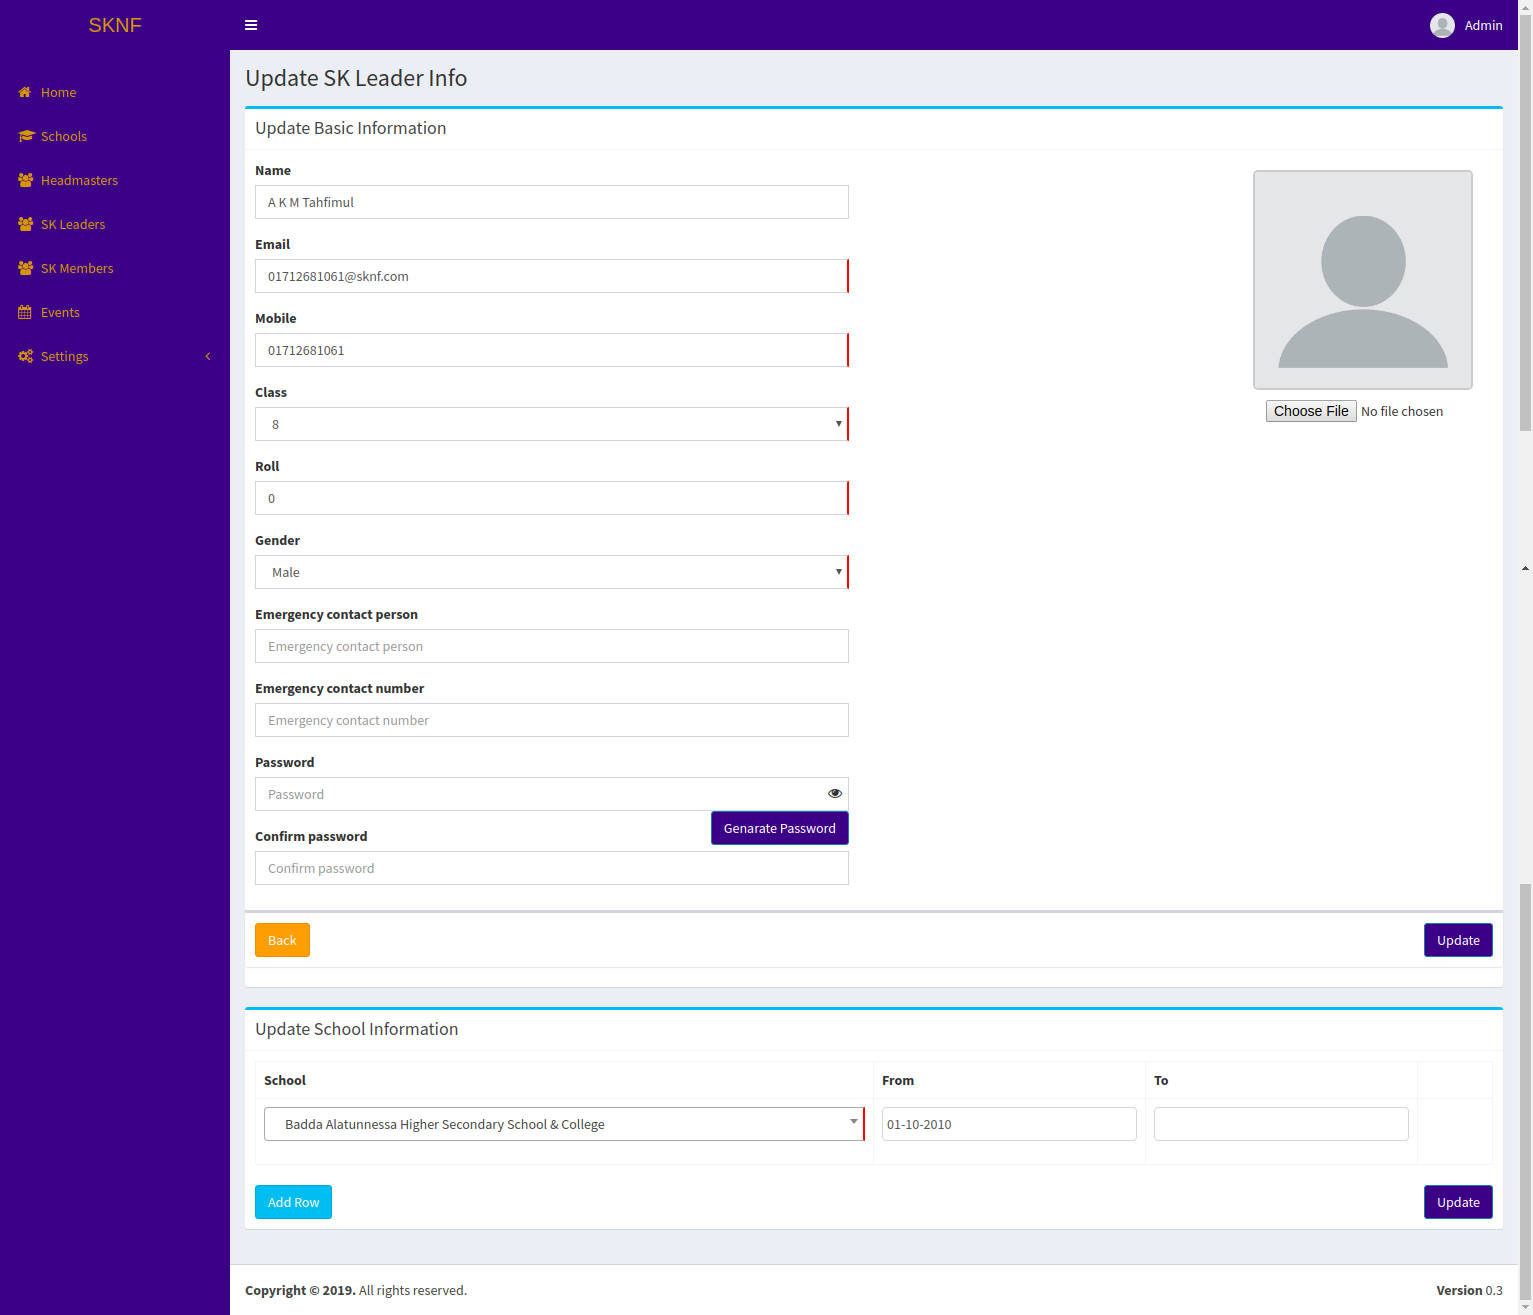 SKNF
Admin
Home
Schools
Headmasters
SK Leaders
SK Members
Events
Settings
Update SK Leader Info
Update Basic Information
Name
A K M Tahfimul
Email
01712681061@sknf.com
Mobile
01712681061
Class
8
Roll
0
Gender
Male
Emergency contact person
Emergency contact person
Emergency contact number
Emergency contact number
Password
Password
Genarate Password
Confirm password
Confirm password
Choose File No file chosen
Back
Update
Update School Information
School From To
Badda Alatunnessa Higher Secondary School & College 01-10-2010
Add Row
Update
Copyright © 2019. All rights reserved.
Version 0.3